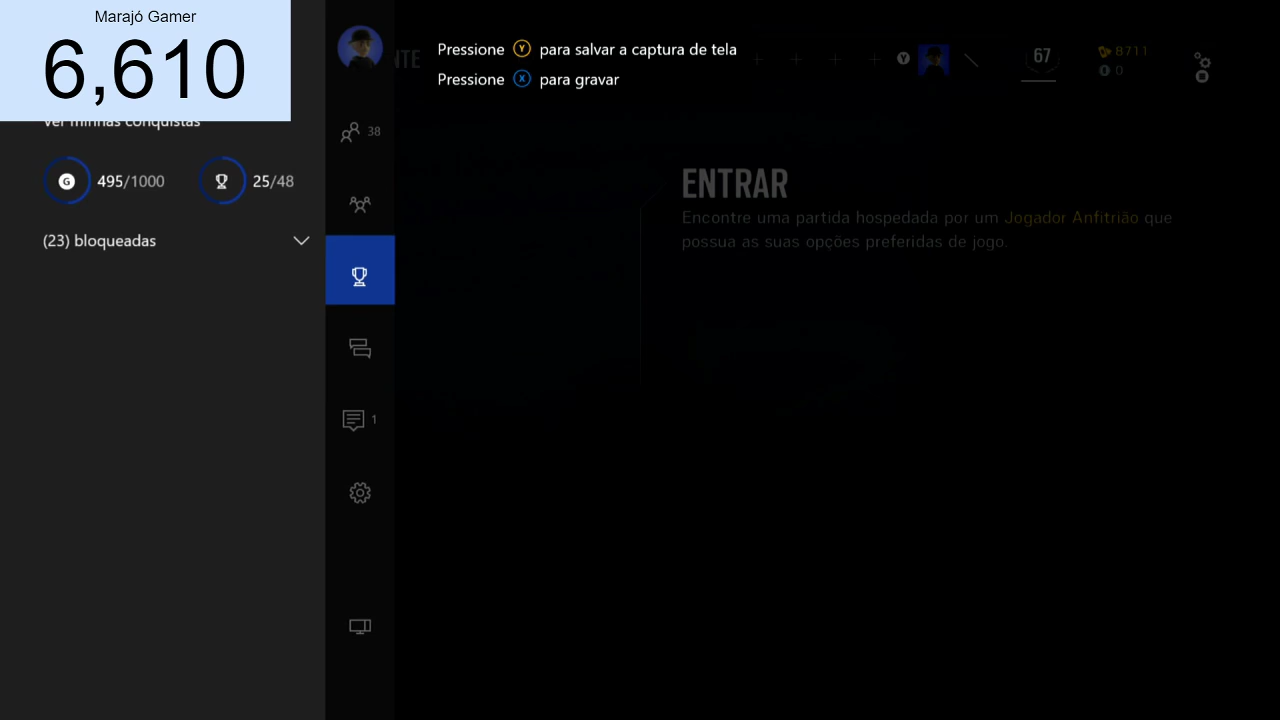 Marajó Gamer
6,610
Ver minhas conquistas
G
495/1000
25/48
(23) bloqueadas
38
1
Pressione Y para salvar a captura de tela
Pressione X para gravar
NTE
Y
67
8711
0
ENTRAR
Encontre uma partida hospedada por um Jogador Anfitrião que
possua as suas opções preferidas de jogo.